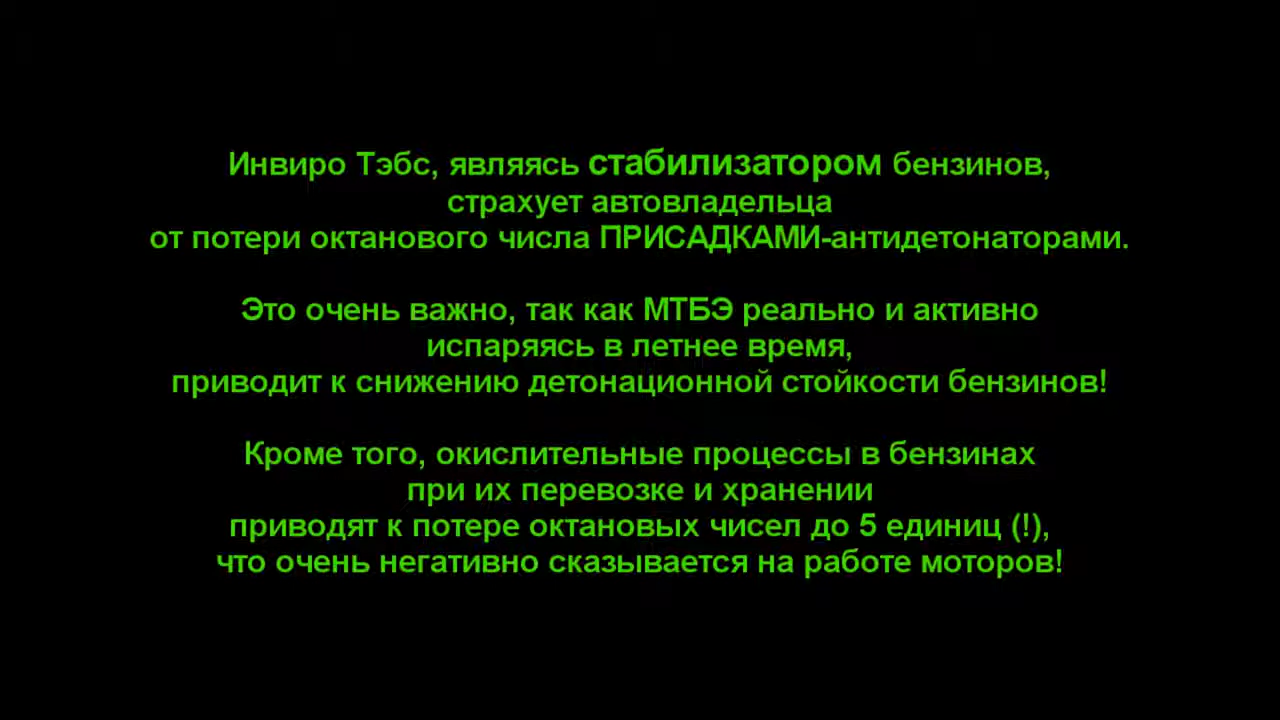 Инвиро Тэбс, являясь стабилизатором бензинов,
страхует автовладельца
от потери октанового числа ПРИСАДКАМИ-антидетонаторами.
Это очень важно, так как МТБЭ реально и активно
испаряясь в летнее время,
приводит к снижению детонационной стойкости бензинов!
Кроме того, окислительные процессы в бензинах
при их перевозке и хранении
приводят к потере октановых чисел до 5 единиц (!),
что очень негативно сказывается на работе моторов!